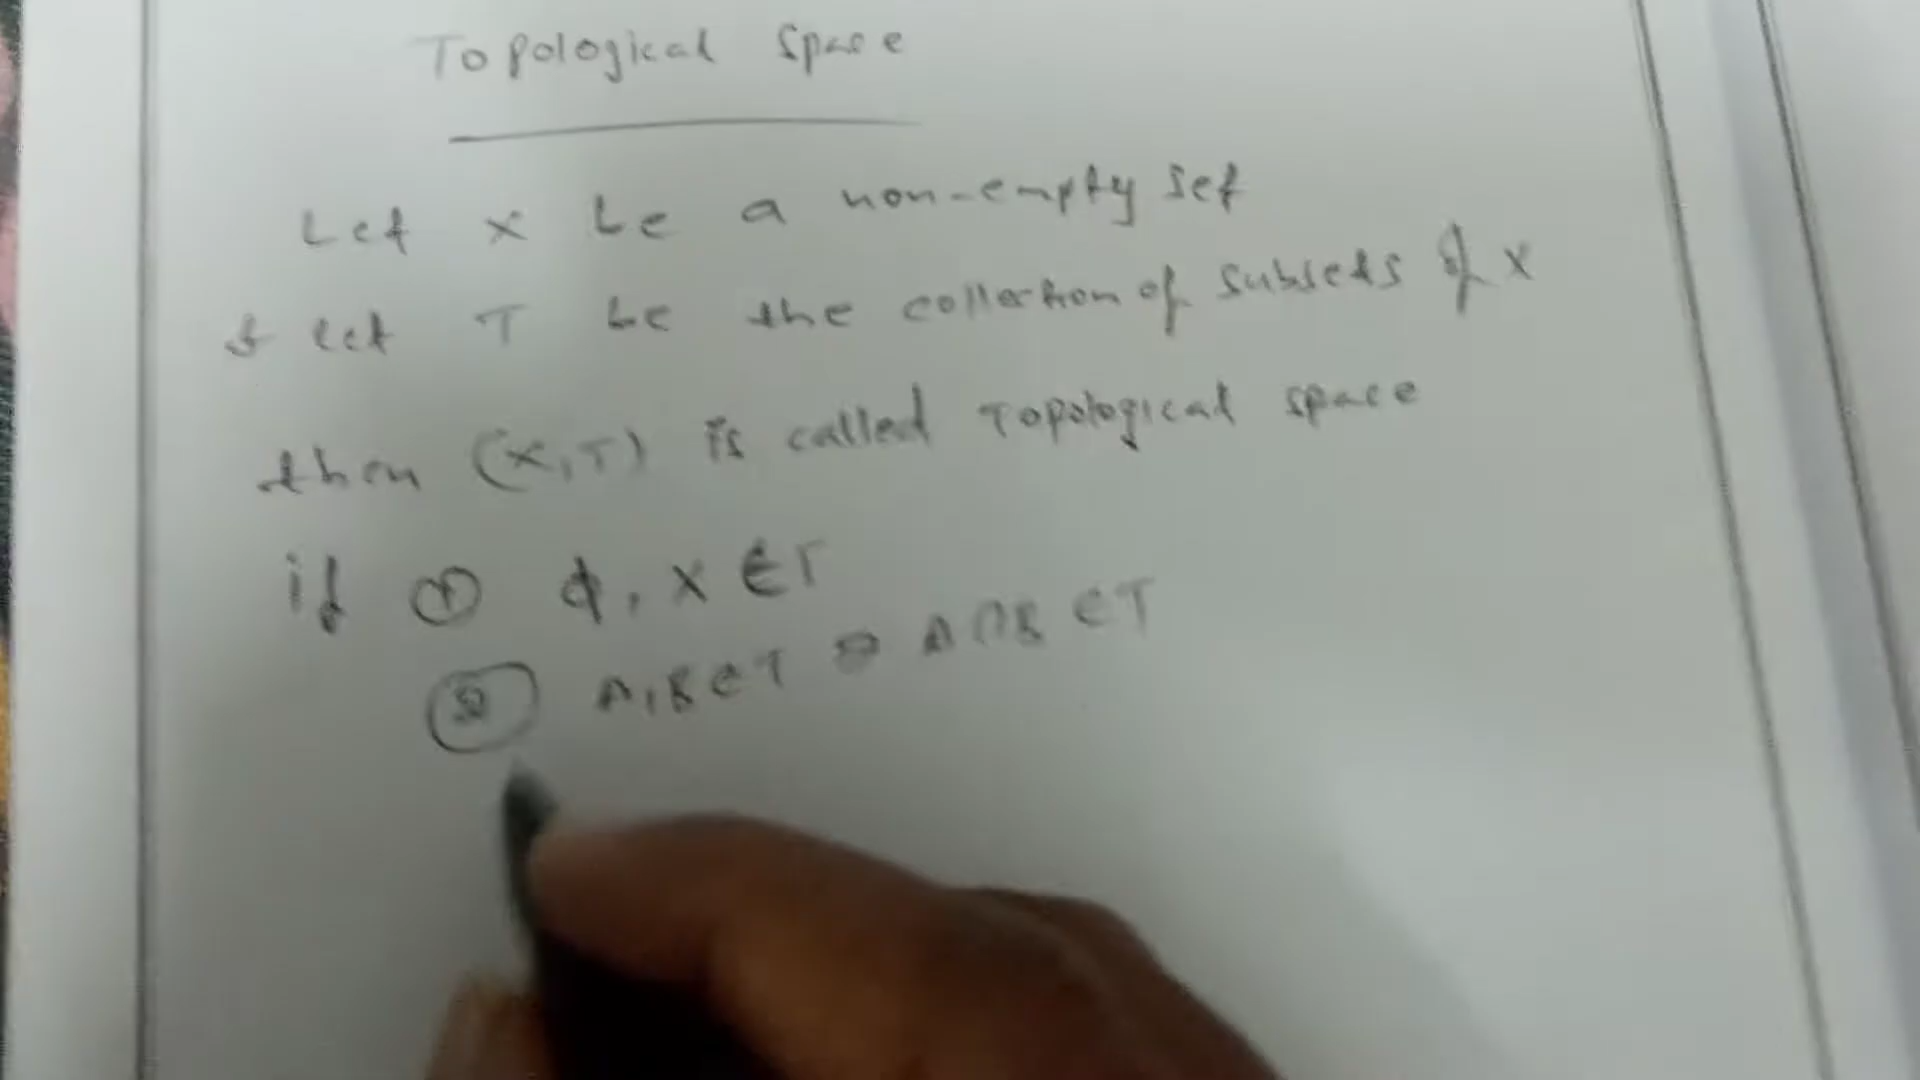 Topological Space
Let X be a non-empty set
& let T be the collection of subsets of X
then (X, T) is called Topological space
if ① ϕ, X ∈ T
② A, B ∈ T ⇒ A ∩ B ∈ T